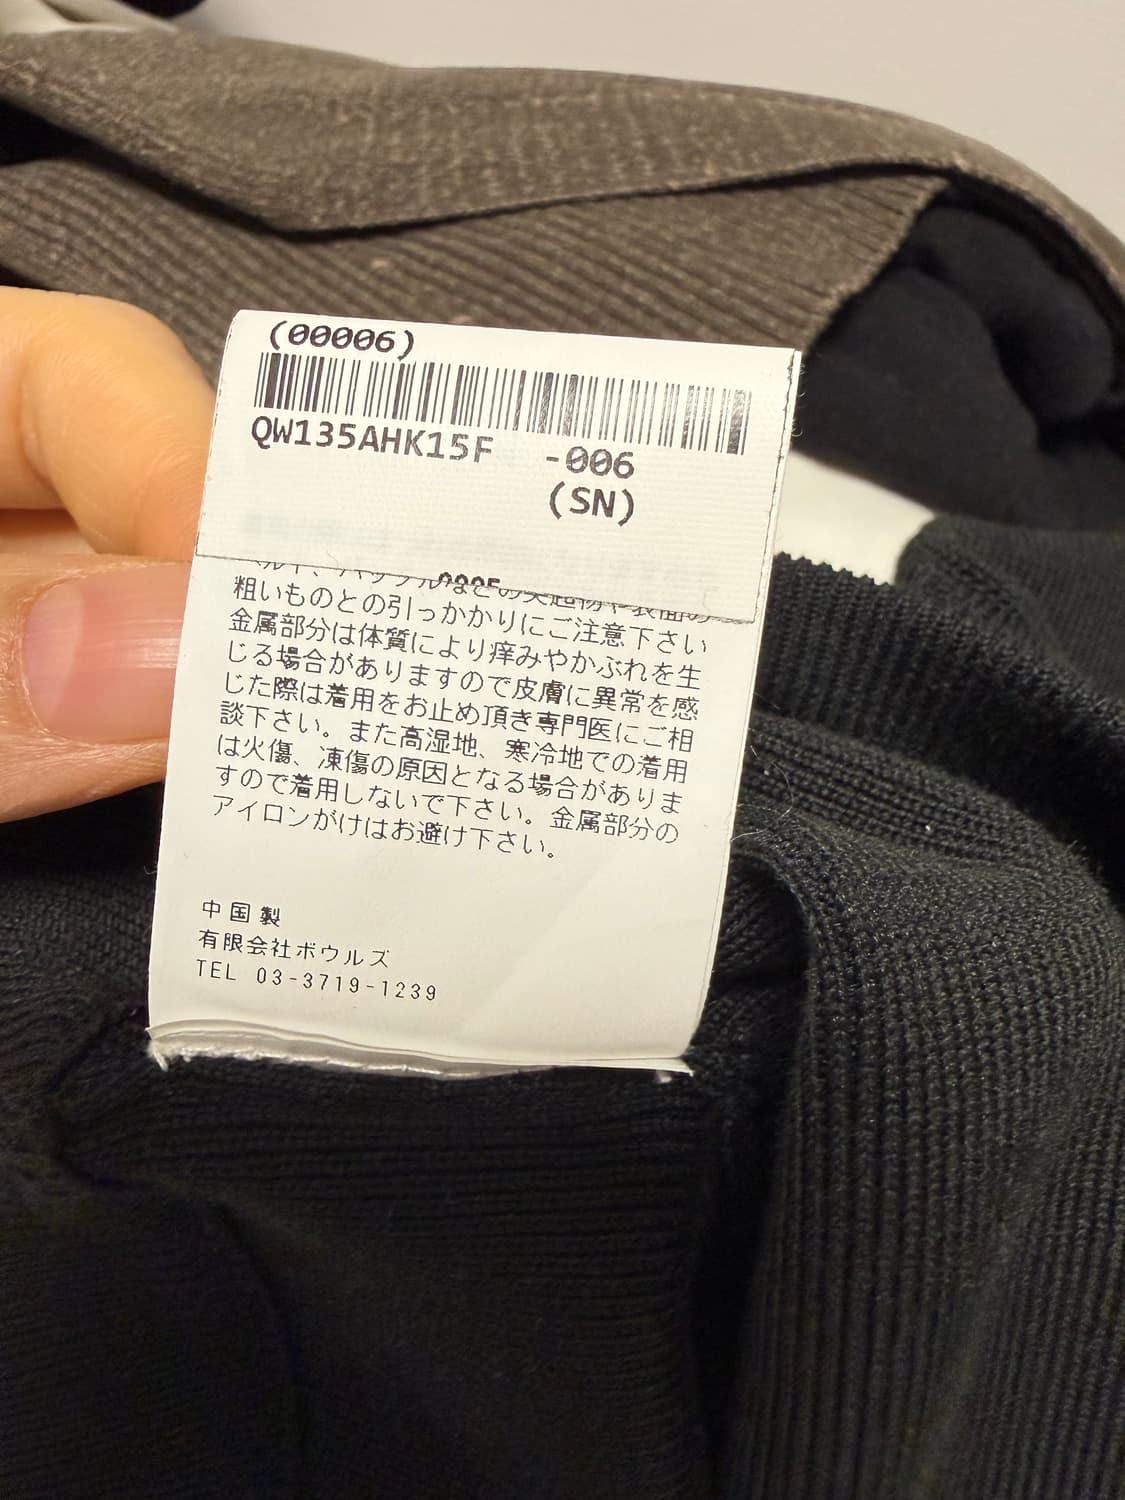 (00006)
QW135AHK15F -006
(SN)
粗いものとの引っかかりにご注意下さい
金属部分は体質により痒みやかぶれを生
じる場合がありますので皮膚に異常を感
じた際は着用をお止め頂き専門医にご相
談下さい。また高湿地、寒冷地での着用
は火傷、凍傷の原因となる場合がありま
すので着用しないで下さい。金属部分の
アイロンがけはお避け下さい。
中国製
有限会社ボウルズ
TEL 03-3719-1239